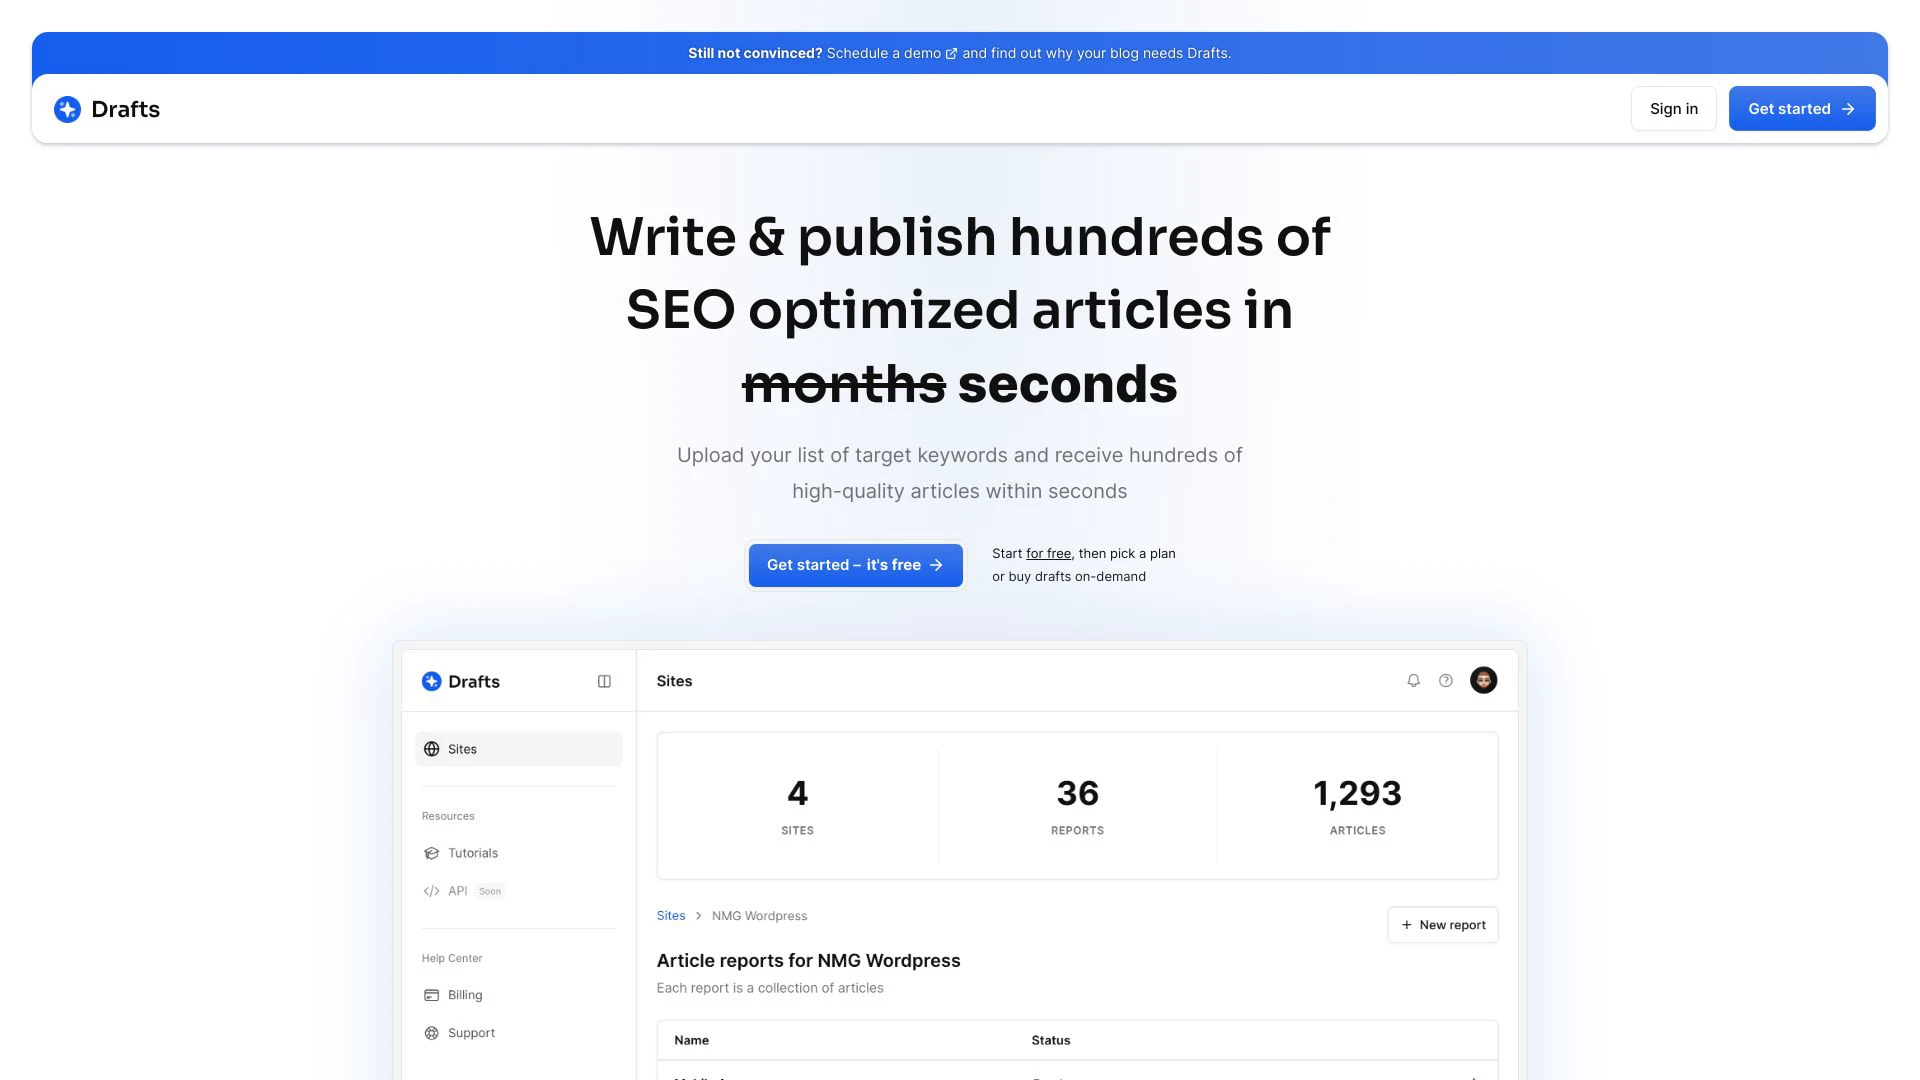 Still not convinced? Schedule a demo and find out why your blog needs Drafts.
Drafts
Sign in
Get started
Write & publish hundreds of
SEO optimized articles in
months seconds
Upload your list of target keywords and receive hundreds of
high-quality articles within seconds
Get started – it's free
Start for free, then pick a plan
or buy drafts on-demand
Drafts
Sites
Sites
Resources
Tutorials
API Soon
Help Center
Billing
Support
4
SITES
36
REPORTS
1,293
ARTICLES
Sites > NMG Wordpress
+ New report
Article reports for NMG Wordpress
Each report is a collection of articles
Name
Status